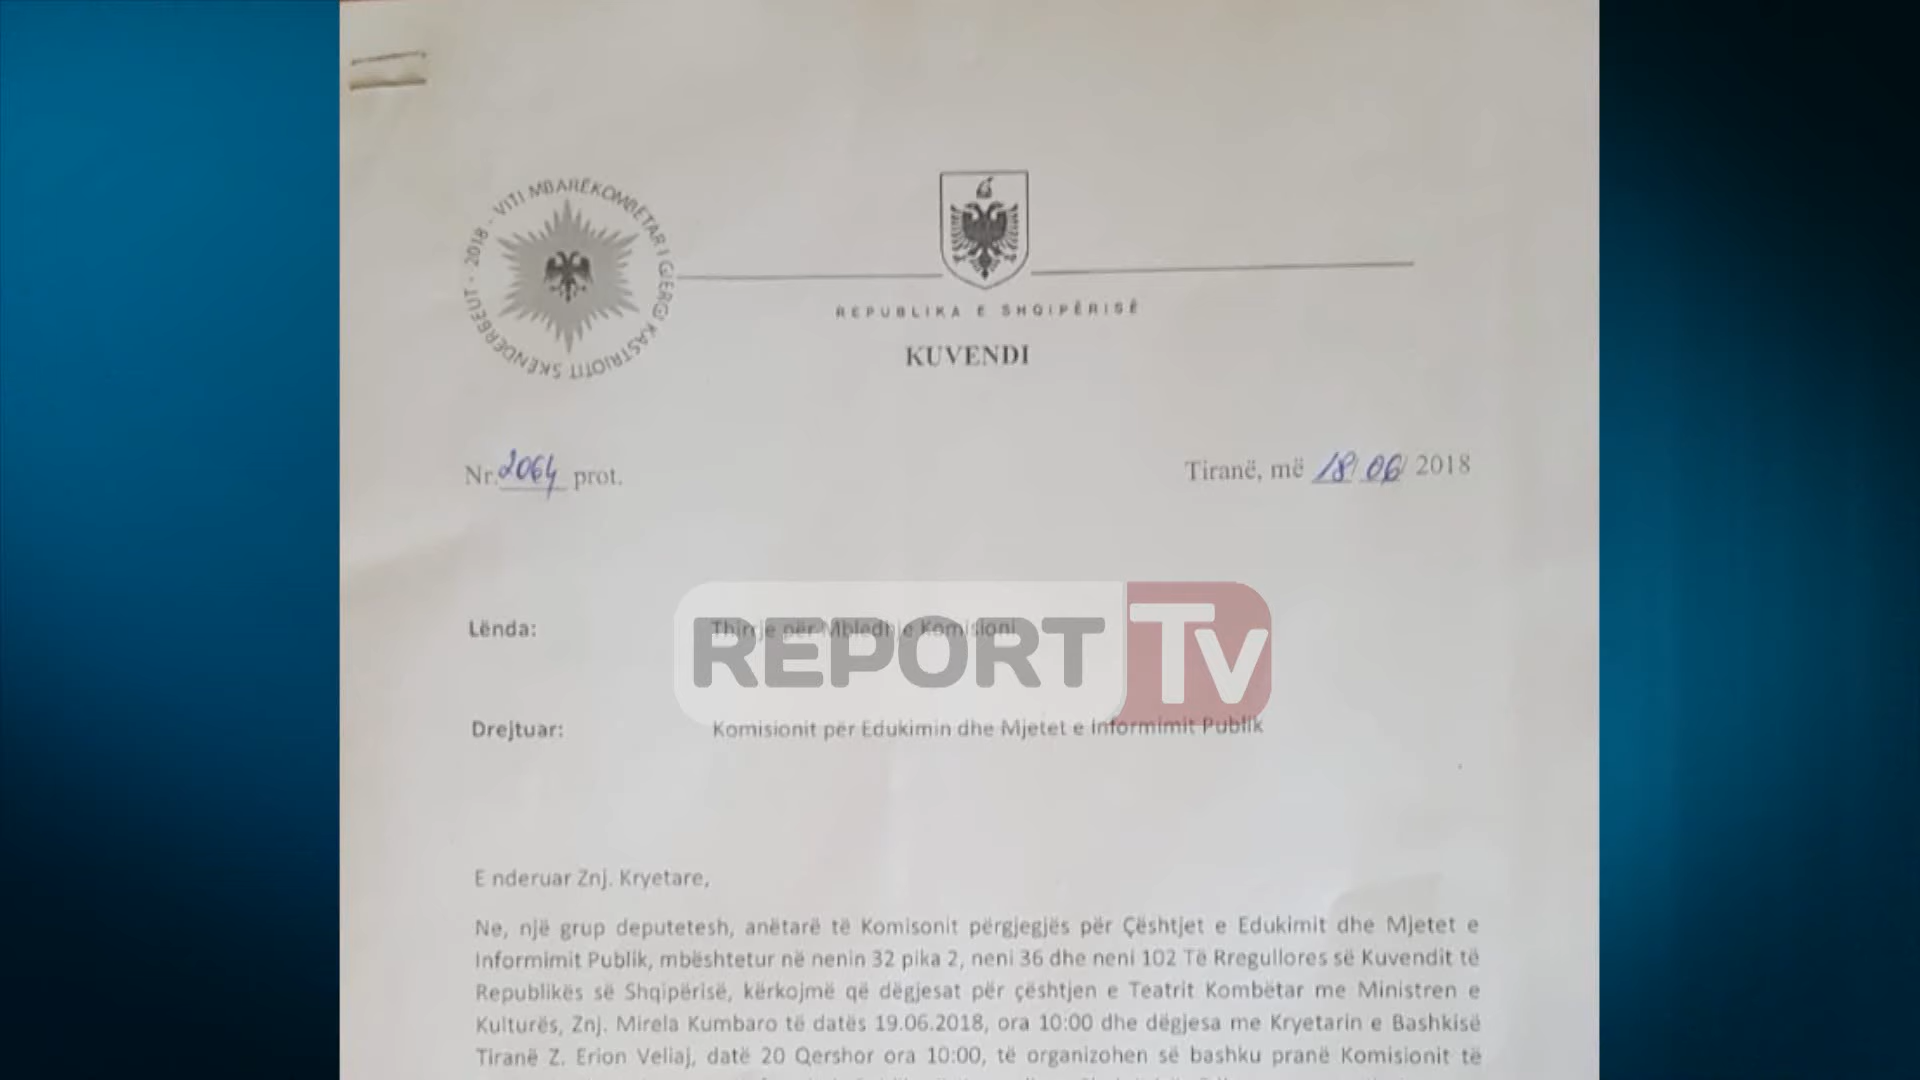 2018 - VITI MBARËKOMBËTAR I GJERGJ KASTRIOTIT SKËNDERBEUT -
REPUBLIKA E SHQIPËRISË
KUVENDI
Nr. 2064 prot.
Tiranë, më 18/ 06/ 2018
Lënda: Thirrje për Mbledhje Komisioni
REPORT TV
Drejtuar: Komisionit për Edukimin dhe Mjetet e Informimit Publik
E nderuar Znj. Kryetare,
Ne, një grup deputetesh, anëtarë të Komisonit përgjegjës për Çështjet e Edukimit dhe Mjetet e
Informimit Publik, mbështetur në nenin 32 pika 2, neni 36 dhe neni 102 Të Rregullores së Kuvendit të
Republikës së Shqipërisë, kërkojmë që dëgjesat për çështjen e Teatrit Kombëtar me Ministren e
Kulturës, Znj. Mirela Kumbaro të datës 19.06.2018, ora 10:00 dhe dëgjesa me Kryetarin e Bashkisë
Tiranë Z. Erion Veliaj, datë 20 Qershor ora 10:00, të organizohen së bashku pranë Komisionit të